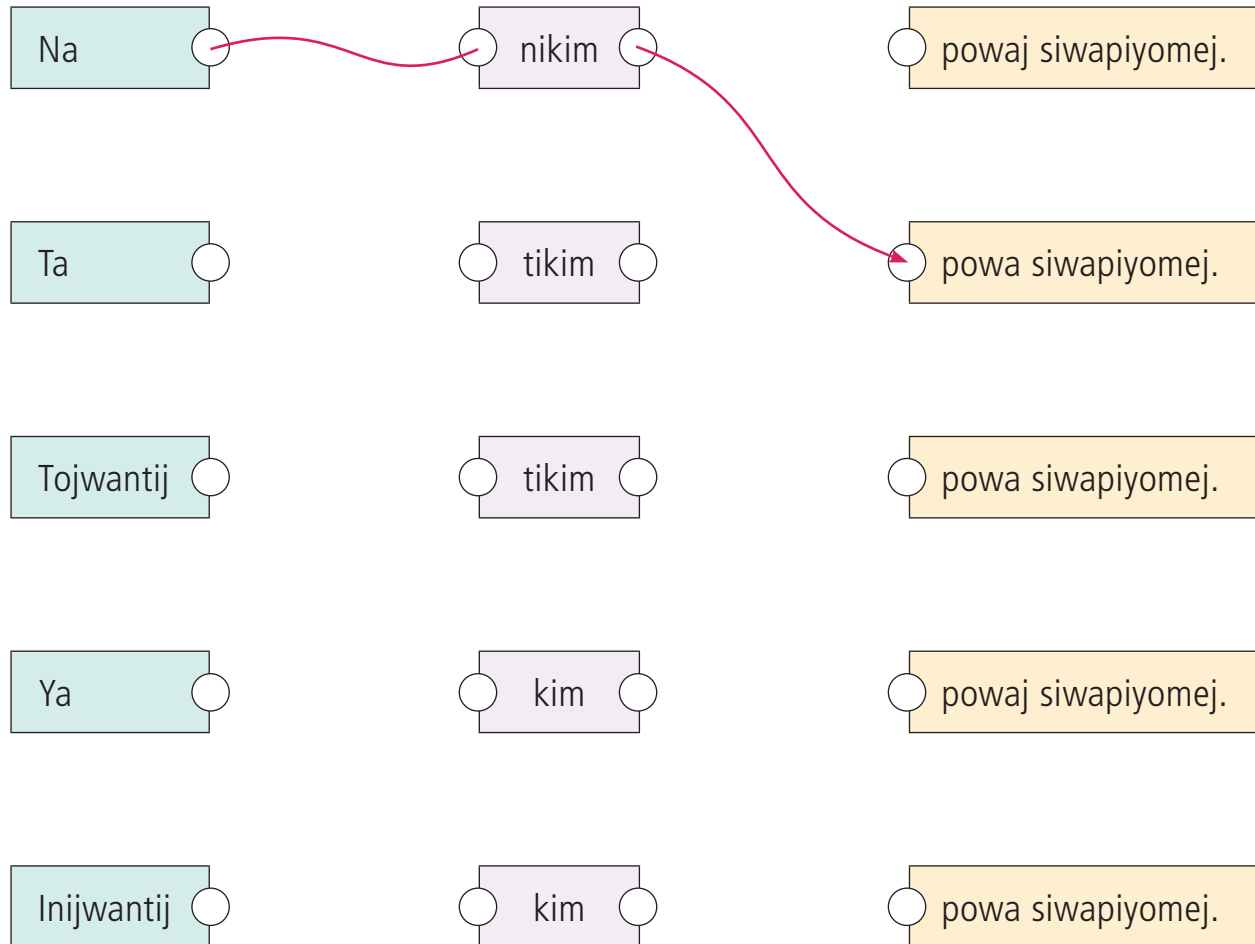 Na nikim powaj siwapiyomej.
Ta tikim powa siwapiyomej.
Tojwantij tikim powa siwapiyomej.
Ya kim powaj siwapiyomej.
Inijwantij kim powa siwapiyomej.